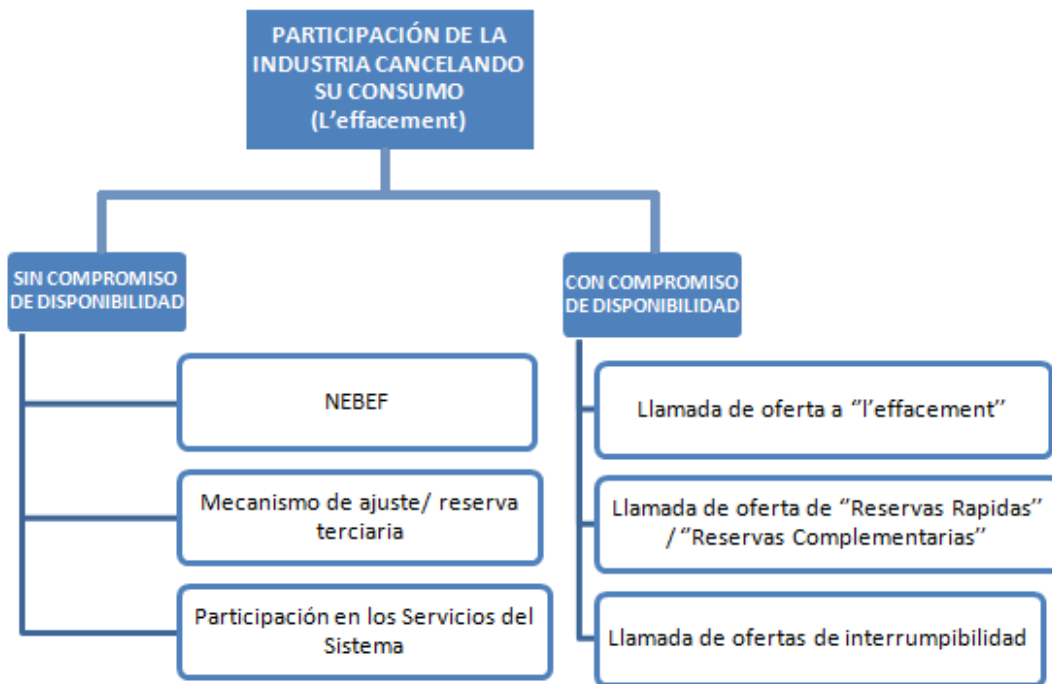 PARTICIPACIÓN DE LA
INDUSTRIA CANCELANDO
SU CONSUMO
(L’effacement)
SIN COMPROMISO
DE DISPONIBILIDAD
NEBEF
Mecanismo de ajuste/ reserva
terciaria
Participación en los Servicios del
Sistema
CON COMPROMISO
DE DISPONIBILIDAD
Llamada de oferta a ‘‘l’effacement’’
Llamada de oferta de ‘‘Reservas Rapidas’’
/ ‘‘Reservas Complementarias’’
Llamada de ofertas de interrumpibilidad